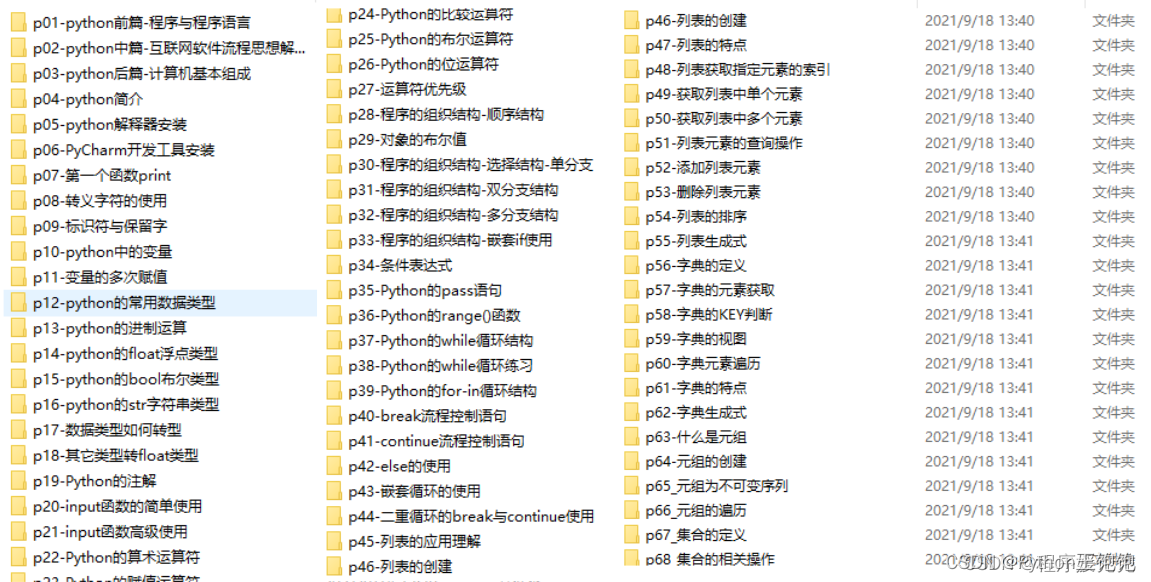 p01-python前篇-程序与程序语言
p02-python中篇-互联网软件流程思想解...
p03-python后篇-计算机基本组成
p04-python简介
p05-python解释器安装
p06-PyCharm开发工具安装
p07-第一个函数print
p08-转义字符的使用
p09-标识符与保留字
p10-python中的变量
p11-变量的多次赋值
p12-python的常用数据类型
p13-python的进制运算
p14-python的float浮点类型
p15-python的bool布尔类型
p16-python的str字符串类型
p17-数据类型如何转型
p18-其它类型转float类型
p19-Python的注解
p20-input函数的简单使用
p21-input函数高级使用
p22-Python的算术运算符
p23-Python的赋值运算符
p24-Python的比较运算符
p25-Python的布尔运算符
p26-Python的位运算符
p27-运算符优先级
p28-程序的组织结构-顺序结构
p29-对象的布尔值
p30-程序的组织结构-选择结构-单分支
p31-程序的组织结构-双分支结构
p32-程序的组织结构-多分支结构
p33-程序的组织结构-嵌套if使用
p34-条件表达式
p35-Python的pass语句
p36-Python的range()函数
p37-Python的while循环结构
p38-Python的while循环练习
p39-Python的for-in循环结构
p40-break流程控制语句
p41-continue流程控制语句
p42-else的使用
p43-嵌套循环的使用
p44-二重循环的break与continue使用
p45-列表的应用理解
p46-列表的创建
p46-列表的创建 2021/9/18 13:40 文件夹
p47-列表的特点 2021/9/18 13:40 文件夹
p48-列表获取指定元素的索引 2021/9/18 13:40 文件夹
p49-获取列表中单个元素 2021/9/18 13:40 文件夹
p50-获取列表中多个元素 2021/9/18 13:40 文件夹
p51-列表元素的查询操作 2021/9/18 13:40 文件夹
p52-添加列表元素 2021/9/18 13:40 文件夹
p53-删除列表元素 2021/9/18 13:40 文件夹
p54-列表的排序 2021/9/18 13:40 文件夹
p55-列表生成式 2021/9/18 13:41 文件夹
p56-字典的定义 2021/9/18 13:41 文件夹
p57-字典的元素获取 2021/9/18 13:41 文件夹
p58-字典的KEY判断 2021/9/18 13:41 文件夹
p59-字典的视图 2021/9/18 13:41 文件夹
p60-字典元素遍历 2021/9/18 13:41 文件夹
p61-字典的特点 2021/9/18 13:41 文件夹
p62-字典生成式 2021/9/18 13:41 文件夹
p63-什么是元组 2021/9/18 13:41 文件夹
p64-元组的创建 2021/9/18 13:41 文件夹
p65_元组为不可变序列 2021/9/18 13:41 文件夹
p66_元组的遍历 2021/9/18 13:41 文件夹
p67_集合的定义 2021/9/18 13:41 文件夹
p68_集合的相关操作